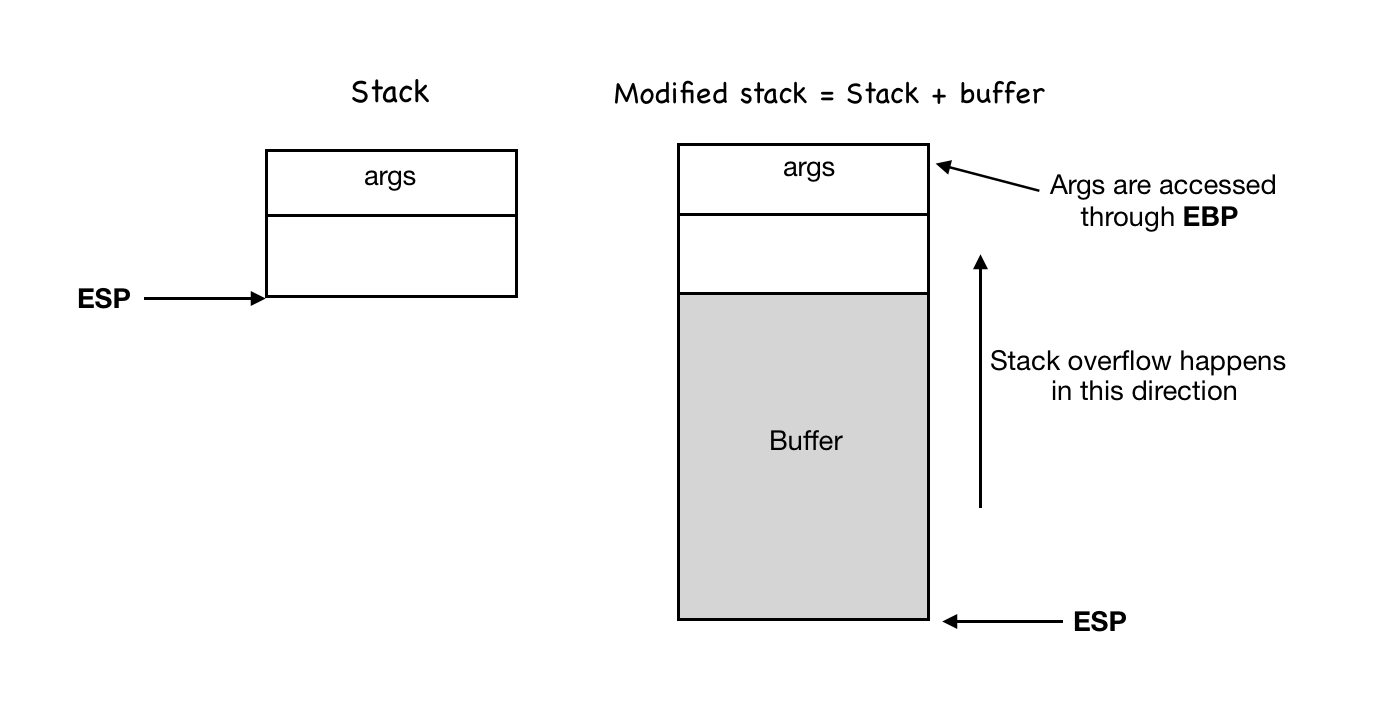 Stack
Modified stack = Stack + buffer
args
args
Args are accessed
through EBP
ESP
Stack overflow happens
in this direction
Buffer
ESP